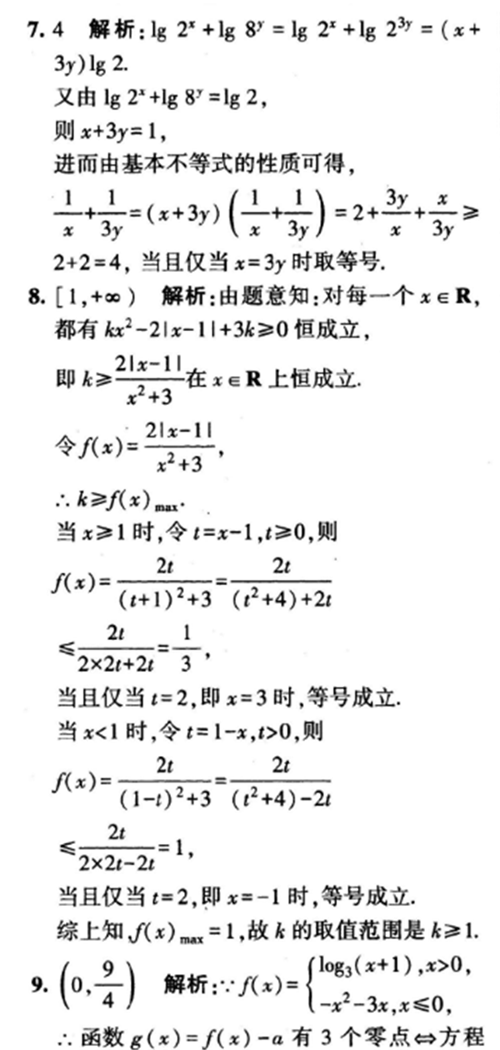 7. 4 解析:lg 2ˣ+lg 8ʸ=lg 2ˣ+lg 2³ʸ=(x+
3y)lg 2.
又由 lg 2ˣ+lg 8ʸ=lg 2,
则 x+3y=1,
进而由基本不等式的性质可得,
1/x+1/3y=(x+3y)(1/x+1/3y)=2+3y/x+x/3y≥
2+2=4, 当且仅当 x=3y 时取等号.
8. [1,+∞) 解析:由题意知:对每一个 x∈R,
都有 kx²-2|x-1|+3k≥0 恒成立,
即 k≥2|x-1|/(x²+3)在 x∈R 上恒成立.
令 f(x)=2|x-1|/(x²+3),
∴k≥f(x)max.
当 x≥1 时,令 t=x-1,t≥0,则
f(x)=2t/((t+1)²+3)=2t/((t²+4)+2t)
≤2t/(2×2t+2t)=1/3,
当且仅当 t=2,即 x=3 时,等号成立.
当 x<1 时,令 t=1-x,t>0,则
f(x)=2t/((1-t)²+3)=2t/((t²+4)-2t)
≤2t/(2×2t-2t)=1,
当且仅当 t=2,即 x=-1 时,等号成立.
综上知,f(x)max=1,故 k 的取值范围是 k≥1.
9. (0,9/4) 解析:∵f(x)={log₃(x+1),x>0,
-x²-3x,x≤0,
∴函数 g(x)=f(x)-a 有 3 个零点⇔方程